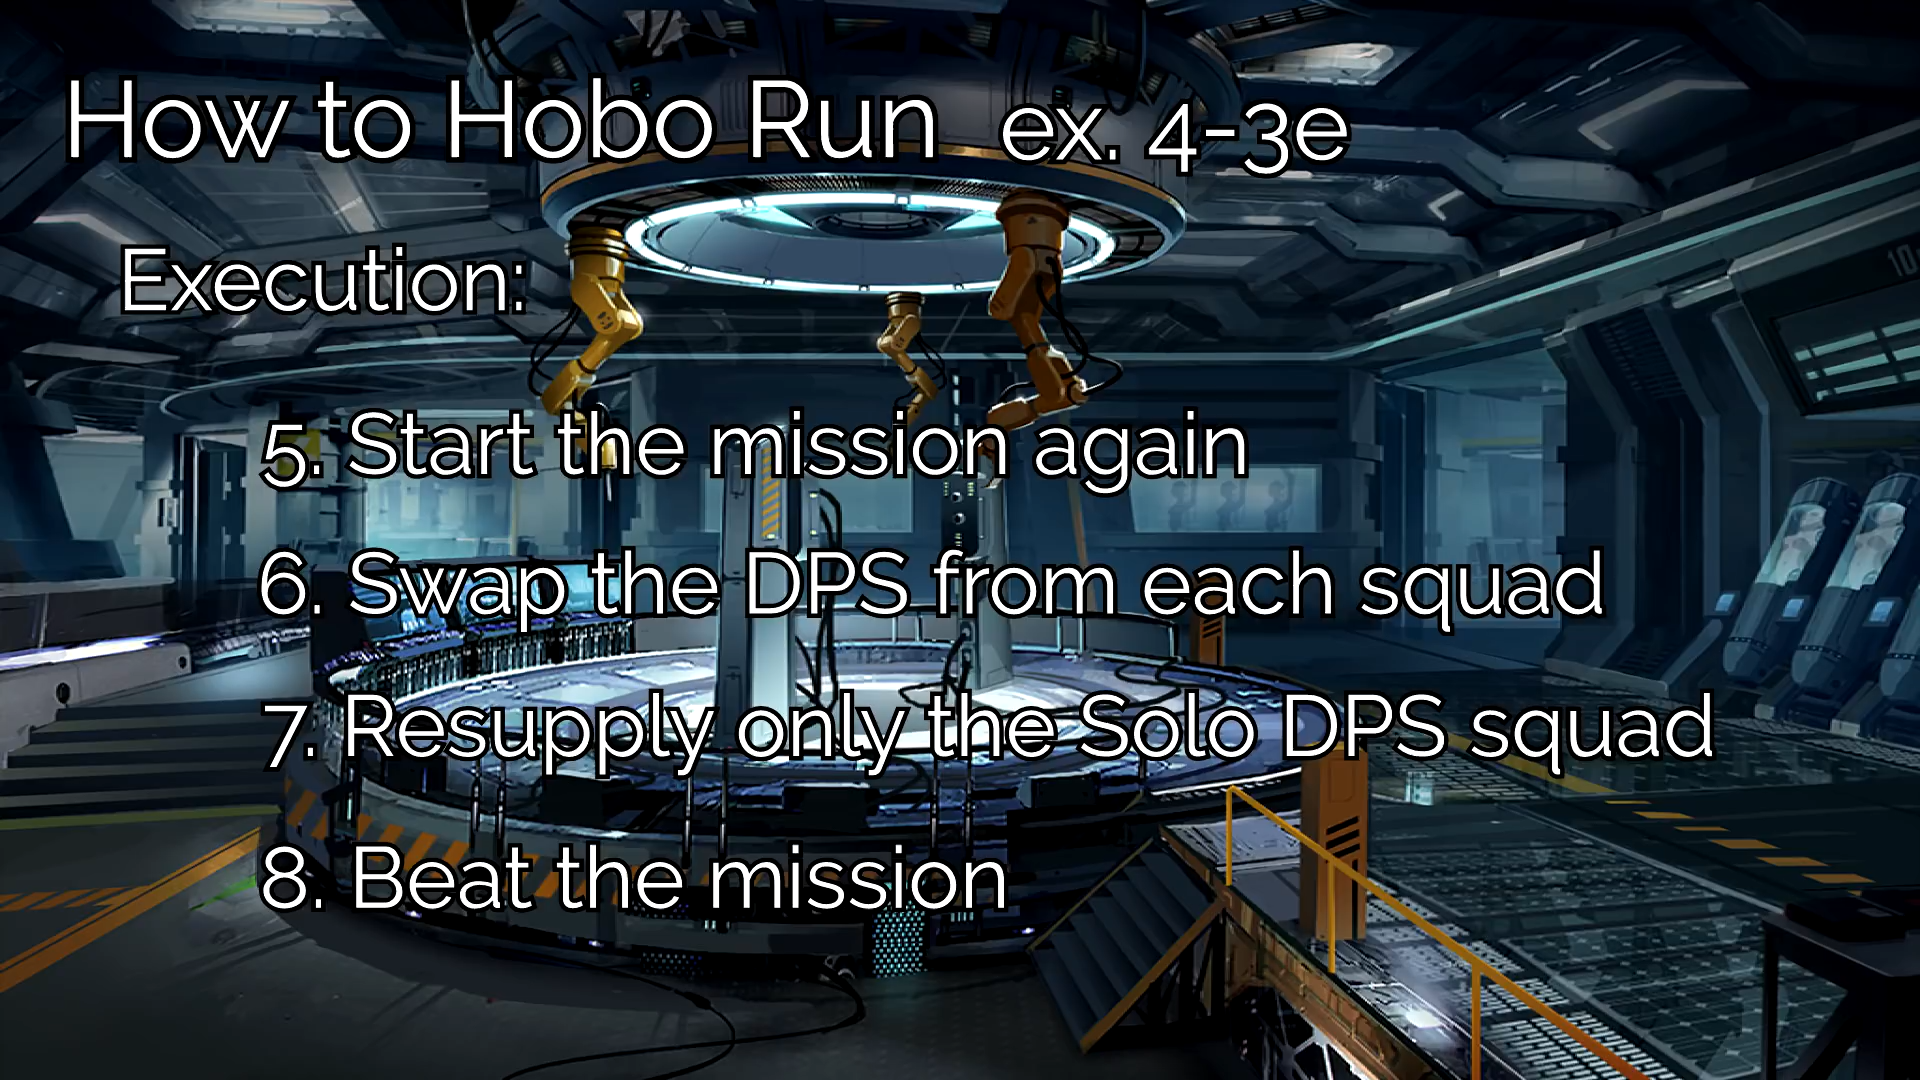 How to Hobo Run ex. 4-3e
Execution:
5. Start the mission again
6. Swap the DPS from each squad
7. Resupply only the Solo DPS squad
8. Beat the mission